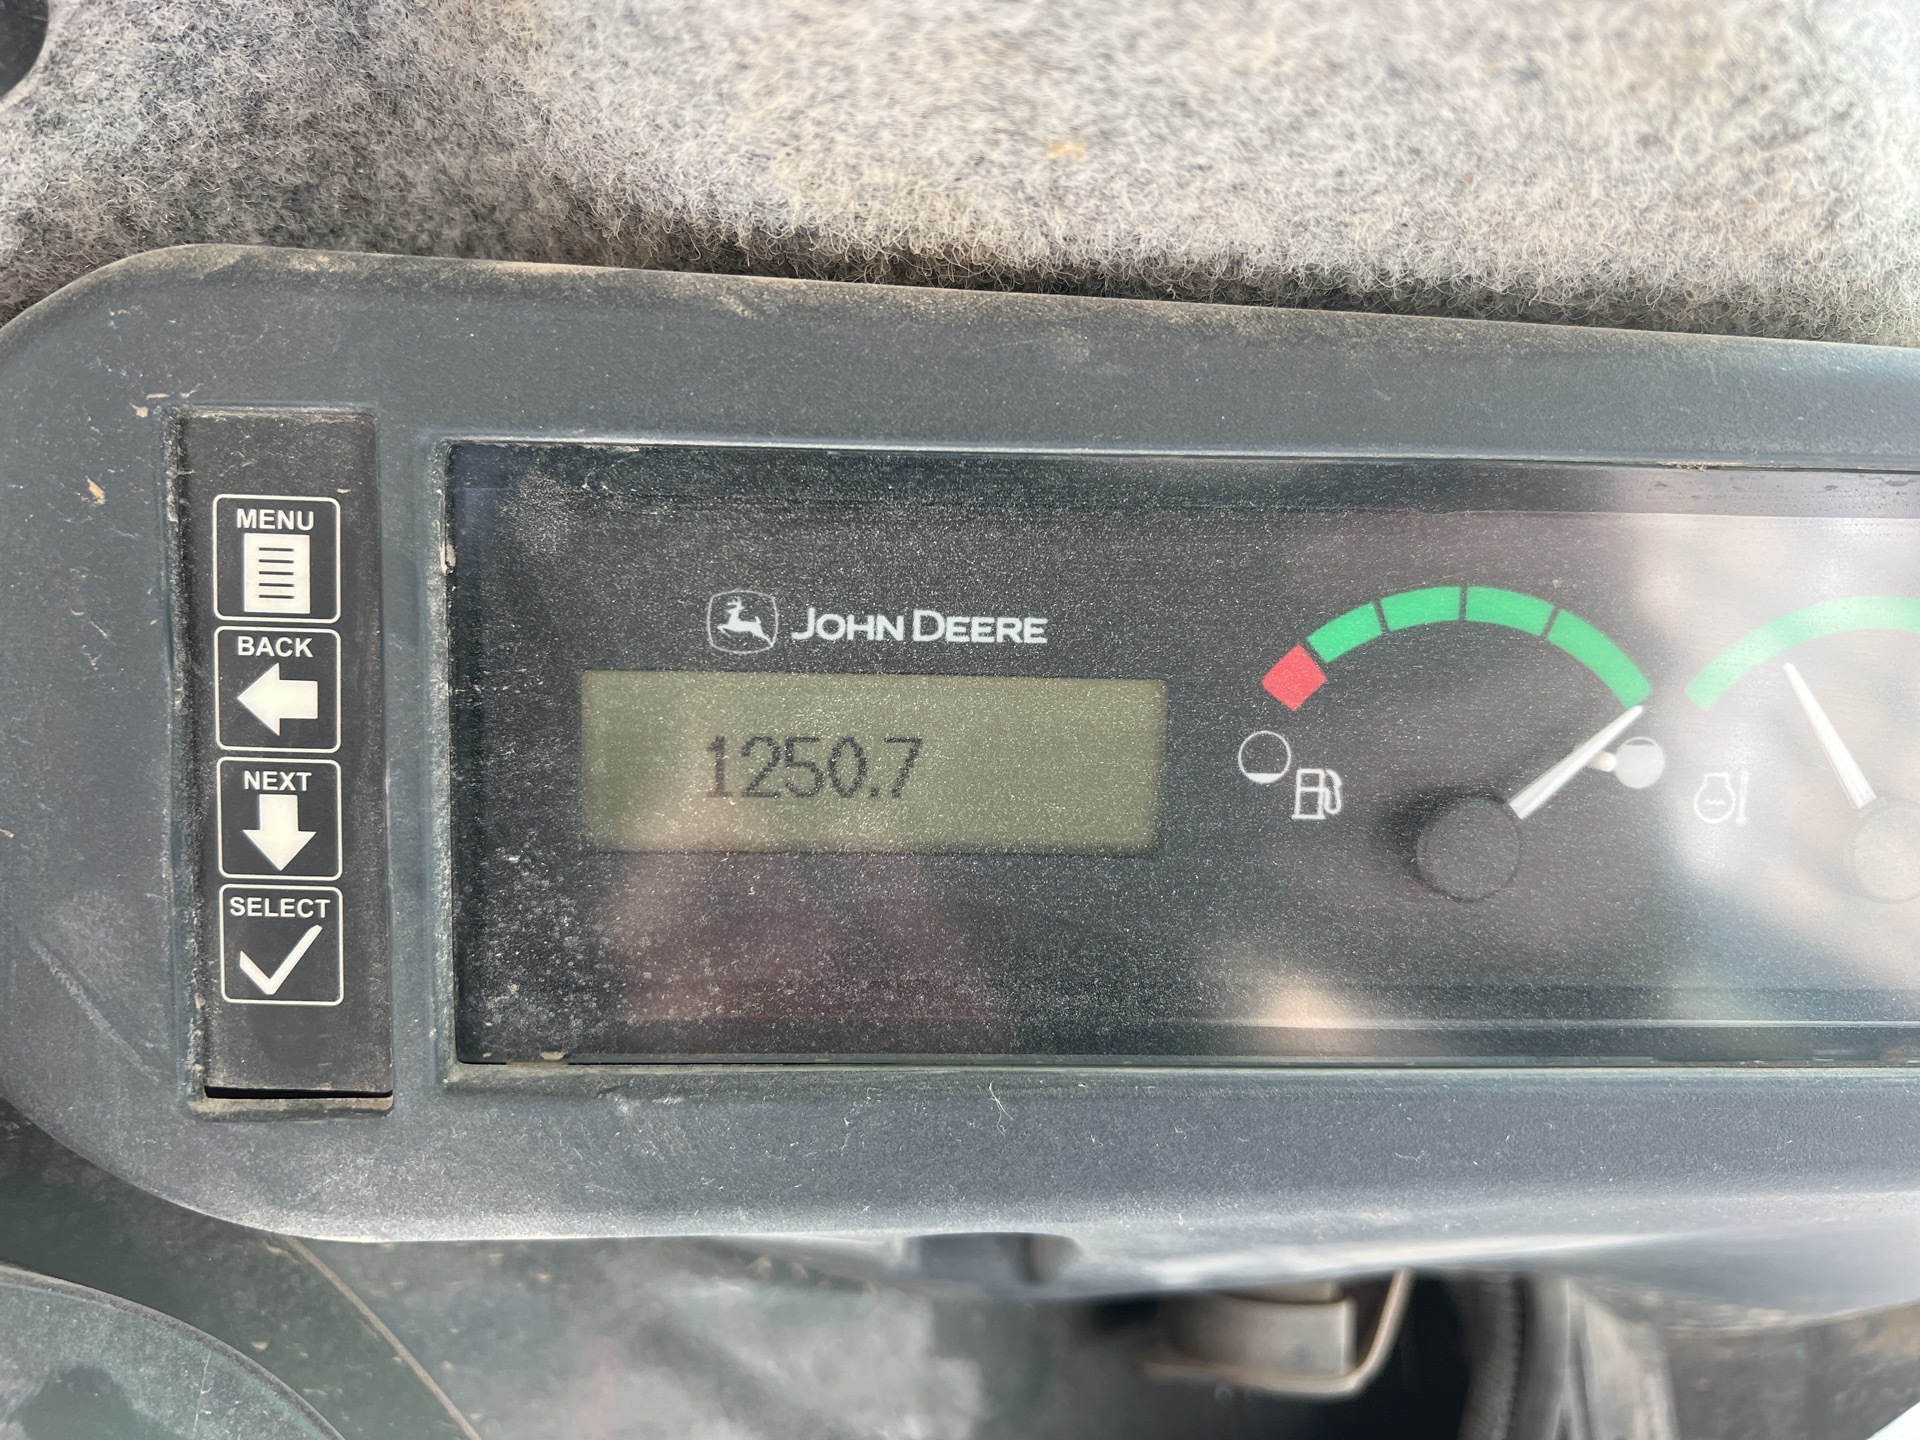 MENU
BACK
NEXT
SELECT
JOHN DEERE
1250.7